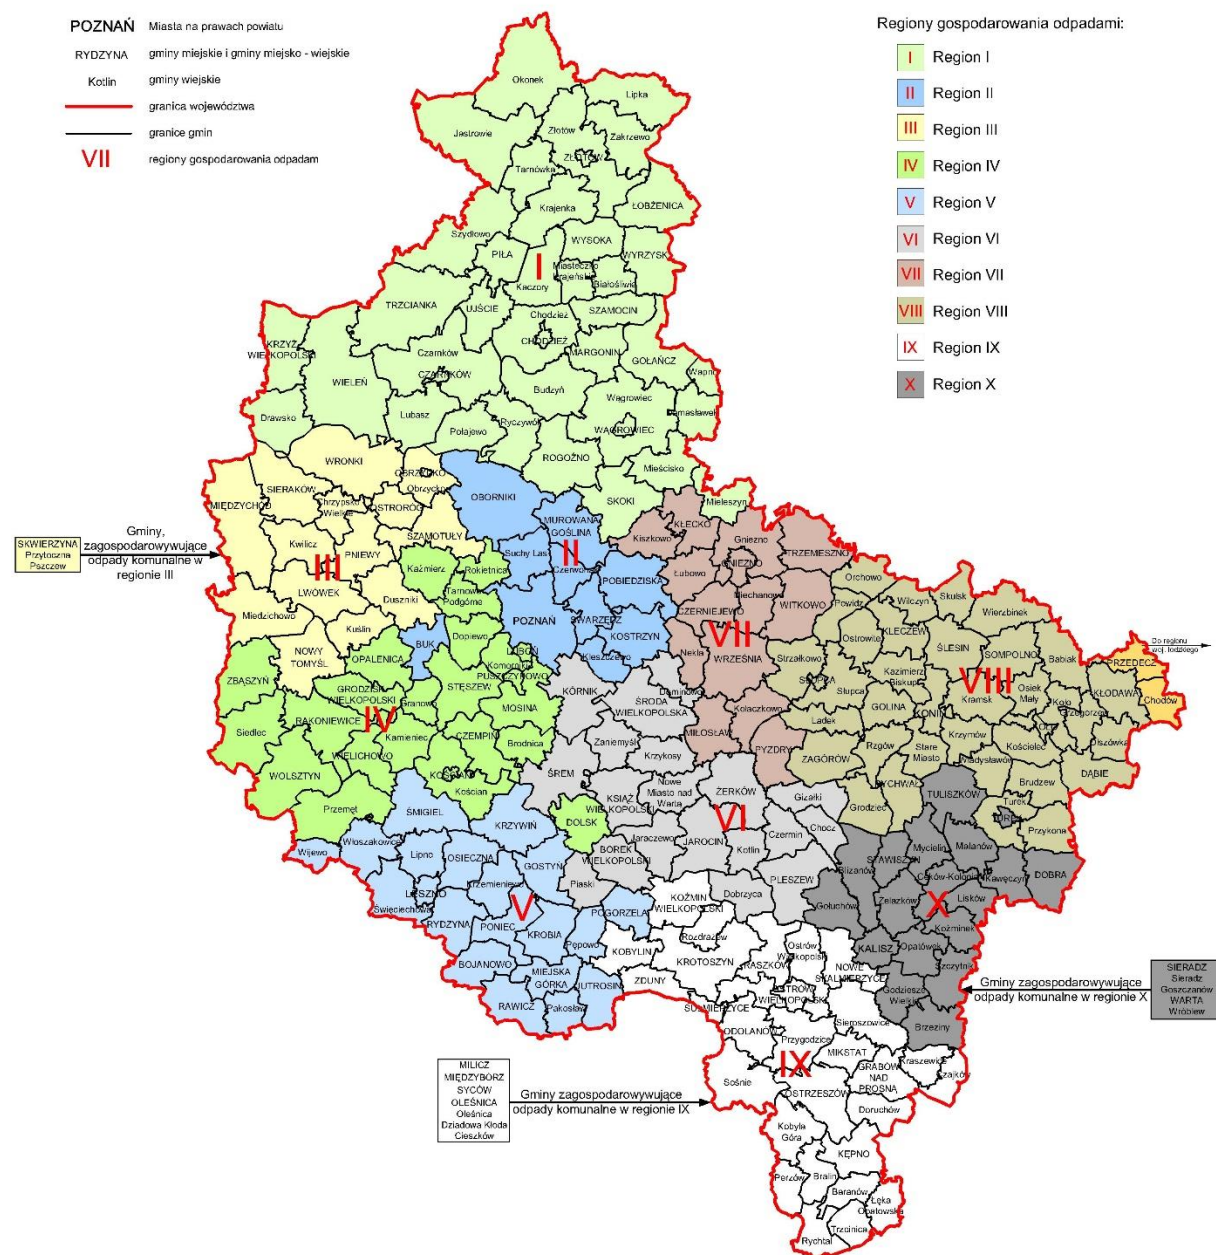 POZNAŃ Miasta na prawach powiatu
RYDZYNA gminy miejskie i gminy miejsko - wiejskie
Kotlin gminy wiejskie
granica województwa
granice gmin
VII regiony gospodarowania odpadam
Regiony gospodarowania odpadami:
I Region I
II Region II
III Region III
IV Region IV
V Region V
VI Region VI
VII Region VII
VIII Region VIII
IX Region IX
X Region X
Okonek
Lipka
Jastrowie
Złotów
Zakrzewo
ZŁOTÓW
Tarnówka
Krajenka
ŁOBŻENICA
Szydłowo
WYSOKA
PIŁA
WYRZYSK
I
Miasteczko
Krajeńskie
Kaczory
Białośliwie
TRZCIANKA
UJŚCIE
Chodzież
SZAMOCIN
CHODZIEŻ
KRZYŻ
WIELKOPOLSKI
Czarnków
MARGONIN
GOŁAŃCZ
CZARNKÓW
Wapno
WIELEŃ
Budzyń
Wągrowiec
Drawsko
Lubasz
Damasławek
Połajewo
Ryczywół
WĄGROWIEC
ROGOŹNO
Mieścisko
WRONKI
OBRZYCKO
Obrzycko
SIERAKÓW
OBORNIKI
SKOKI
Mieleszyn
MIĘDZYCHÓD
Chrzypsko
Wielkie
OSTRORÓG
MUROWANA
GOŚLINA
KŁECKO
Kiszkowo
Gniezno
SZAMOTUŁY
Kwilicz
PNIEWY
Suchy Las
II
TRZEMESZNO
III
Kaźmierz
Rokietnica
Czerwonak
Łubowo
GNIEZNO
Orchowo
Skulsk
LWÓWEK
Tarnowo
Podgórne
POBIEDZISKA
Niechanowo
Wilczyn
Duszniki
CZERNIEJEWO
WITKOWO
Powidz
Wierzbinek
Miedzichowo
Kuślin
POZNAŃ
SWARZĘDZ
VII
KLECZEW
BUK
Dopiewo
KOSTRZYN
Ostrowite
ŚLESIN
SOMPOLNO
NOWY
TOMYŚL
OPALENICA
LUBOŃ
Komorniki
Kleszczewo
Nekla
WRZEŚNIA
Strzałkowo
Babiak
PRZEDECZ
ZBĄSZYŃ
PUSZCZYKOWO
Kazimierz
Biskupi
VIII
GRODZISK
WIELKOPOLSKI
Granowo
STĘSZEW
KÓRNIK
Dominowo
SŁUPCA
Słupca
Kramsk
Osiek
Mały
Koło
KŁODAWA
Chodów
MOSINA
ŚRODA
WIELKOPOLSKA
Kołaczkowo
GOLINA
KONIN
KOŁO
Grzegorzew
RAKONIEWICE
IV
Siedlec
Kamieniec
CZEMPIŃ
Zaniemyśl
MIŁOSŁAW
Lądek
Krzymów
Olszówka
WIELICHOWO
Brodnica
Krzykosy
PYZDRY
Rzgów
Stare
Miasto
Kościelec
ZAGÓRÓW
Władysławów
KOŚCIAN
Kościan
ŚREM
WOLSZTYN
Nowe
Miasto nad
Wartą
ŻERKÓW
RYCHWAŁ
Brudzew
DĄBIE
Przemęt
KSIĄŻ
WIELKOPOLSKI
Gizałki
Grodziec
TULISZKÓW
Turek
TUREK
ŚMIGIEL
KRZYWIŃ
DOLSK
VI
Przykona
Włoszakowice
Jaraczewo
JAROCIN
Czermin
Chocz
Mycielin
Malanów
Wijewo
Lipno
OSIECZNA
GOSTYŃ
BOREK
WIELKOPOLSKI
Kotlin
STAWISZYN
Blizanów
Ceków-Kolonia
Kawęczyn
DOBRA
LESZNO
Krzemieniewo
Piaski
PLESZEW
Dobrzyca
Gołuchów
Żelazków
X
Lisków
Święciechowa
V
POGORZELA
KOŹMIN
WIELKOPOLSKI
Koźminek
RYDZYNA
PONIEC
KROBIA
Rozdrażew
Ostrów
Wielkopolski
KALISZ
Opatówek
Pępowo
KOBYLIN
KROTOSZYN
RASZKÓW
NOWE
SKALMIERZYCE
Szczytniki
BOJANOWO
MIEJSKA
GÓRKA
JUTROSIN
ZDUNY
OSTRÓW
WIELKOPOLSKI
Godziesze
Wielkie
RAWICZ
Pakosław
SULMIERZYCE
ODOLANÓW
Sieroszewice
Brzeziny
Przygodzice
MIKSTAT
Kraszewice
IX
GRABÓW
NAD
PROSNĄ
Czajków
Sośnie
OSTRZESZÓW
Doruchów
Kobyla
Góra
KĘPNO
Perzów
Bralin
Baranów
Łęka
Opatowska
Trzcinica
Rychtal
Gminy,
zagospodarowywujące
odpady komunalne w
regionie III
SKWIERZYNA
Przytoczna
Pszczew
Do regionu
woj. łódzkiego
Gminy zagospodarowywujące
odpady komunalne w regionie X
SIERADZ
Sieradz
Goszczanów
WARTA
Wróblew
MILICZ
MIĘDZYBÓRZ
SYCÓW
OLEŚNICA
Oleśnica
Dziadowa Kłoda
Cieszków
Gminy zagospodarowywujące
odpady komunalne w regionie IX